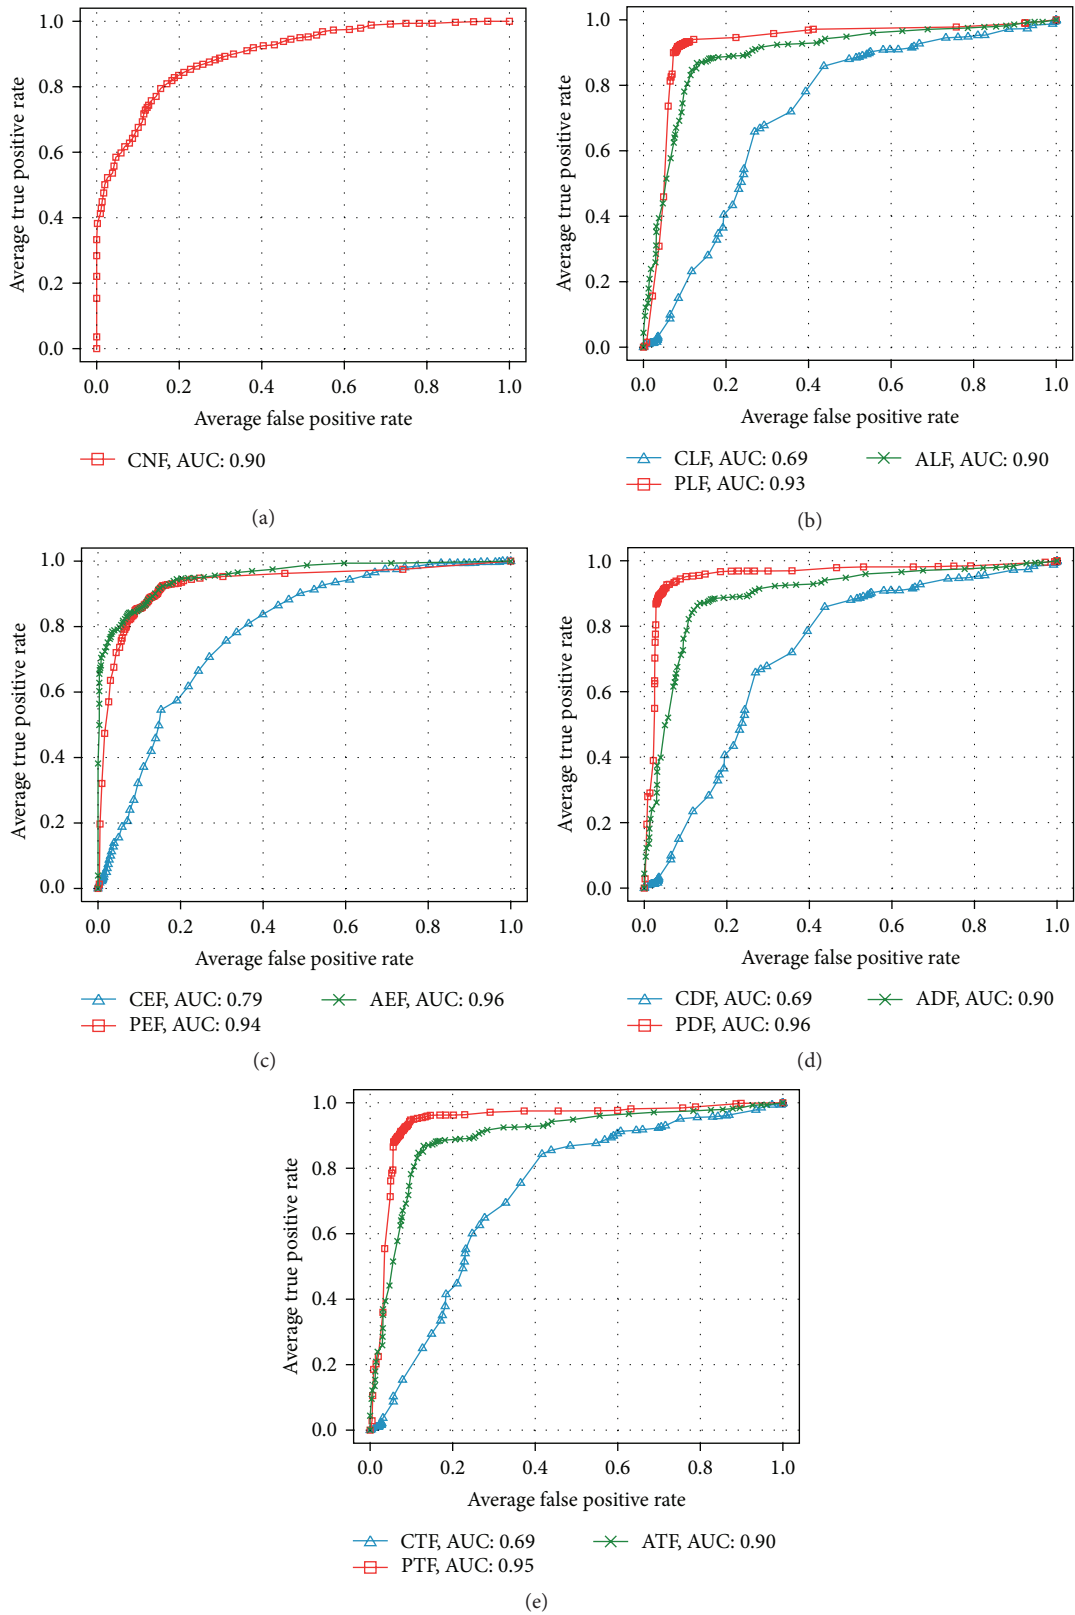 1.0
0.8
0.6
0.4
0.2
0.0
Average true positive rate
0.0 0.2 0.4 0.6 0.8 1.0
Average false positive rate
CNF, AUC: 0.90
(a)
1.0
0.8
0.6
0.4
0.2
0.0
Average true positive rate
0.0 0.2 0.4 0.6 0.8 1.0
Average false positive rate
CLF, AUC: 0.69 ALF, AUC: 0.90
PLF, AUC: 0.93
(b)
1.0
0.8
0.6
0.4
0.2
0.0
Average true positive rate
0.0 0.2 0.4 0.6 0.8 1.0
Average false positive rate
CEF, AUC: 0.79 AEF, AUC: 0.96
PEF, AUC: 0.94
(c)
1.0
0.8
0.6
0.4
0.2
0.0
Average true positive rate
0.0 0.2 0.4 0.6 0.8 1.0
Average false positive rate
CDF, AUC: 0.69 ADF, AUC: 0.90
PDF, AUC: 0.96
(d)
1.0
0.8
0.6
0.4
0.2
0.0
Average true positive rate
0.0 0.2 0.4 0.6 0.8 1.0
Average false positive rate
CTF, AUC: 0.69 ATF, AUC: 0.90
PTF, AUC: 0.95
(e)